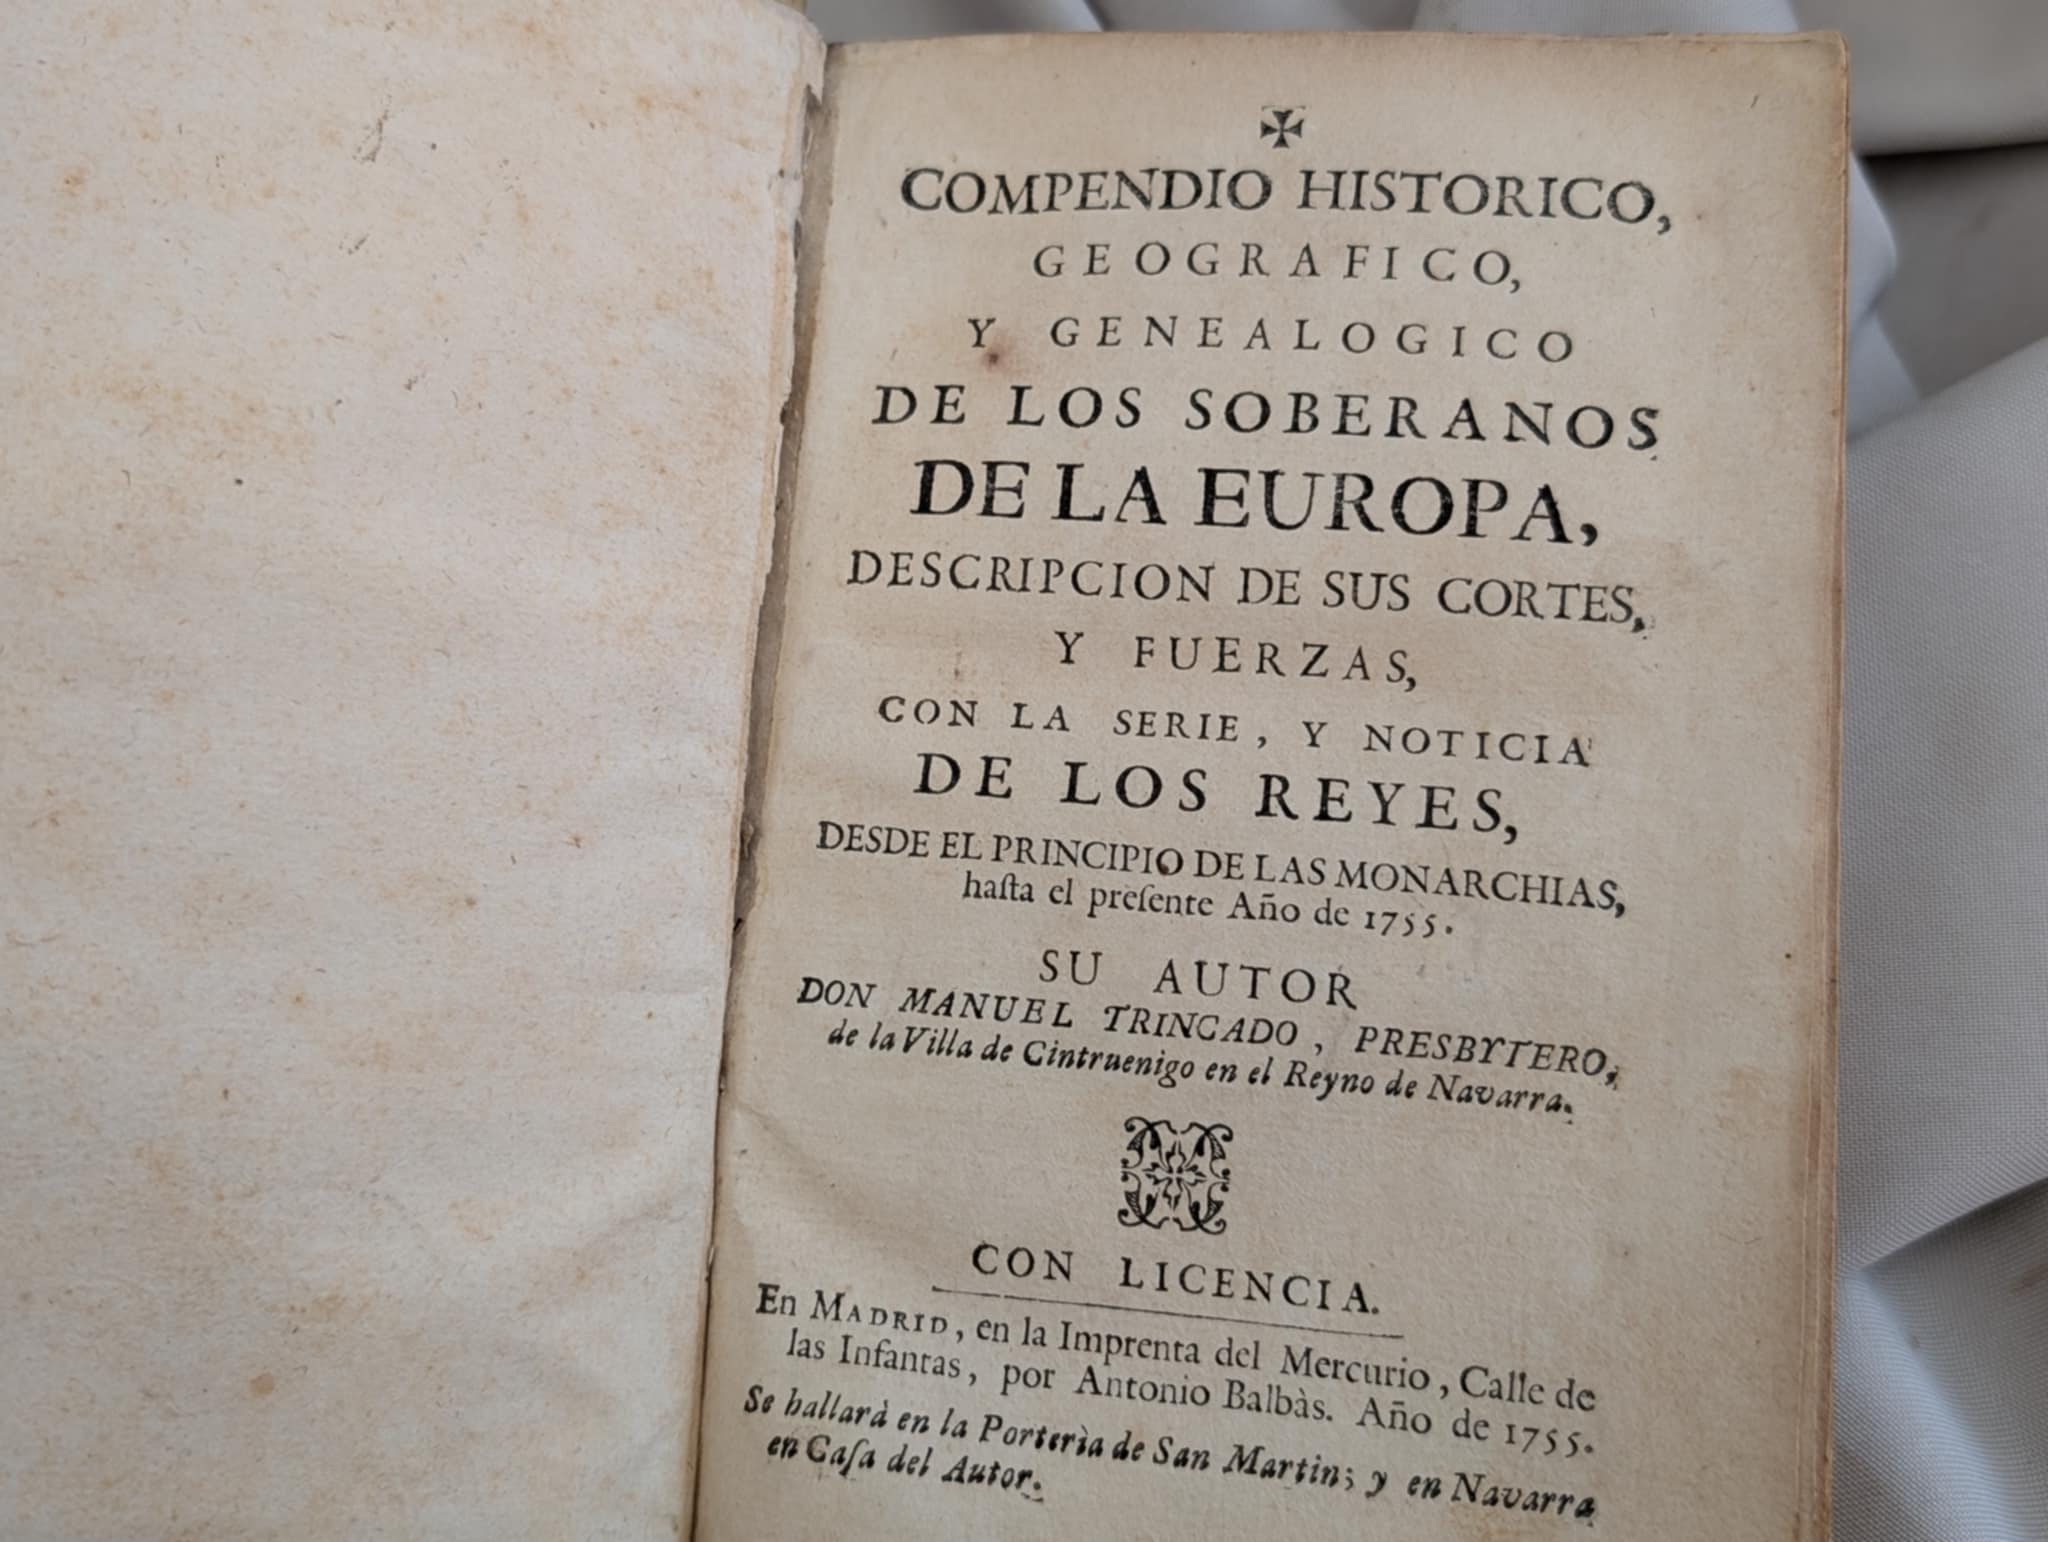 ✠
COMPENDIO HISTORICO,
GEOGRAFICO,
Y GENEALOGICO
DE LOS SOBERANOS
DE LA EUROPA,
DESCRIPCION DE SUS CORTES,
Y FUERZAS,
CON LA SERIE, Y NOTICIA
DE LOS REYES,
DESDE EL PRINCIPIO DE LAS MONARCHIAS,
haſta el preſente Año de 1755.
SU AUTOR
DON MANUEL TRINCADO, PRESBYTERO,
de la Villa de Cintruenigo en el Reyno de Navarra.
CON LICENCIA.
En MADRID, en la Imprenta del Mercurio, Calle de
las Infantas, por Antonio Balbàs. Año de 1755.
Se hallarà en la Porterìa de San Martin; y en Navarra
en Caſa del Autor.